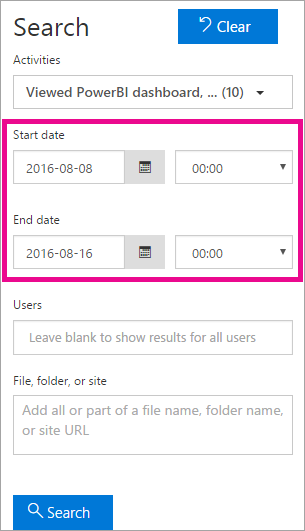 Search
Clear
Activities
Viewed PowerBI dashboard, ... (10)
Start date
2016-08-08
00:00
End date
2016-08-16
00:00
Users
Leave blank to show results for all users
File, folder, or site
Add all or part of a file name, folder name,
or site URL
Search